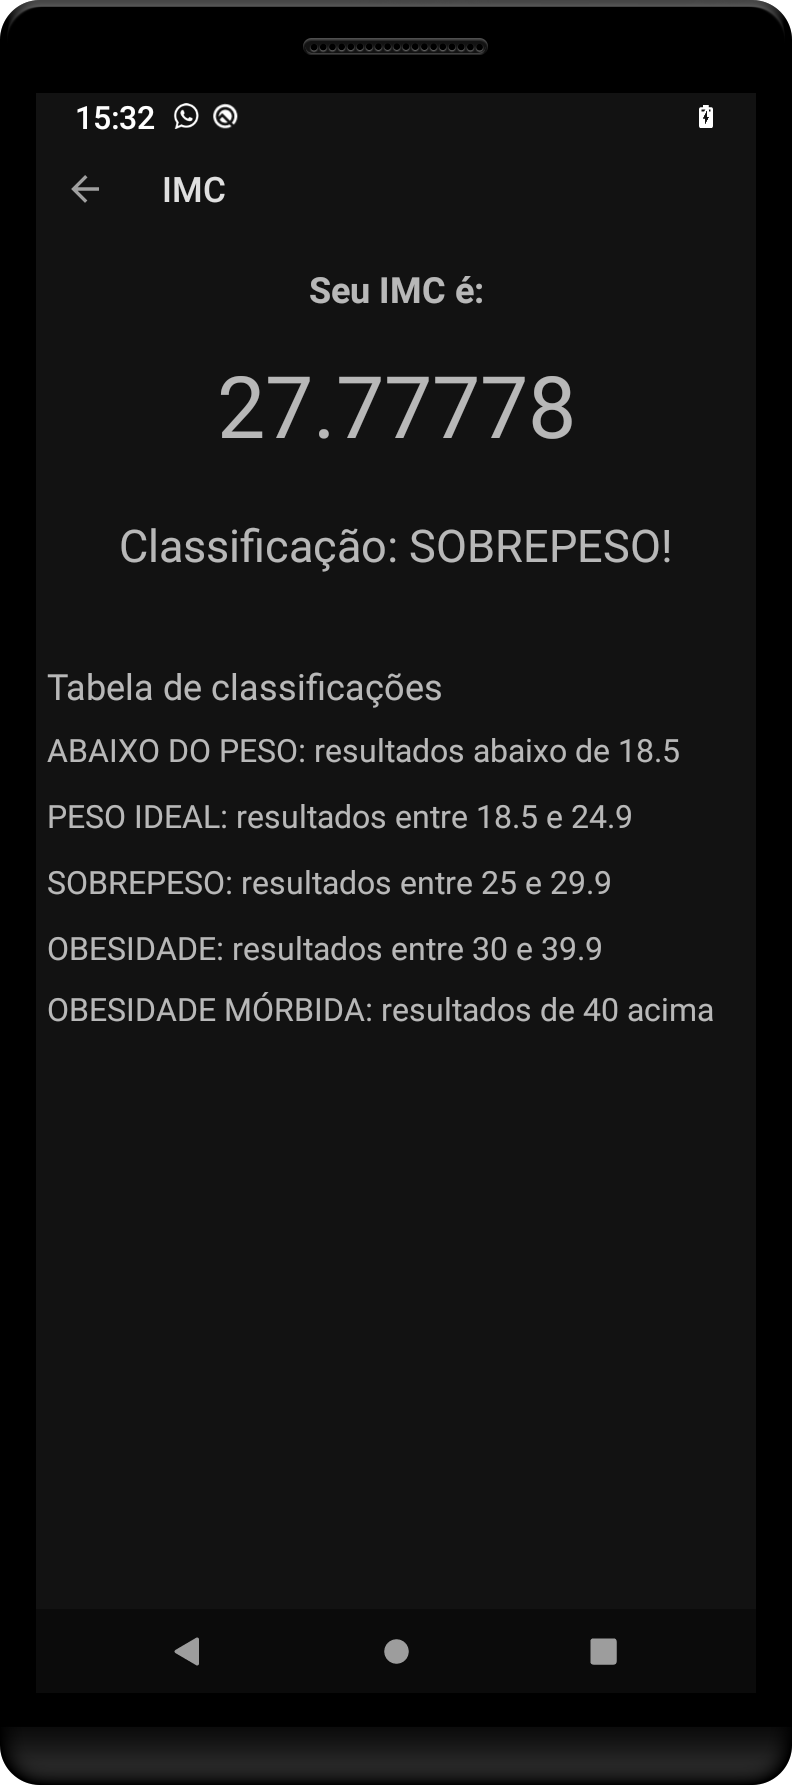 15:32
IMC
Seu IMC é:
27.77778
Classificação: SOBREPESO!
Tabela de classificações
ABAIXO DO PESO: resultados abaixo de 18.5
PESO IDEAL: resultados entre 18.5 e 24.9
SOBREPESO: resultados entre 25 e 29.9
OBESIDADE: resultados entre 30 e 39.9
OBESIDADE MÓRBIDA: resultados de 40 acima